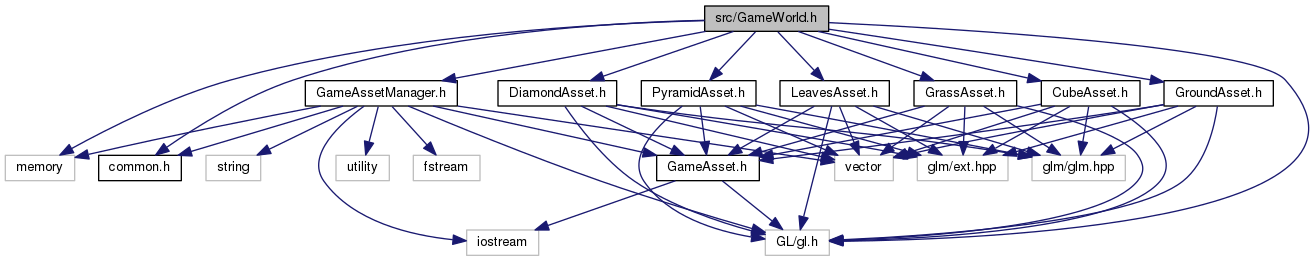 src/GameWorld.h
GameAssetManager.h
DiamondAsset.h
PyramidAsset.h
LeavesAsset.h
GrassAsset.h
CubeAsset.h
GroundAsset.h
memory
common.h
string
utility
fstream
GameAsset.h
vector
glm/ext.hpp
glm/glm.hpp
iostream
GL/gl.h